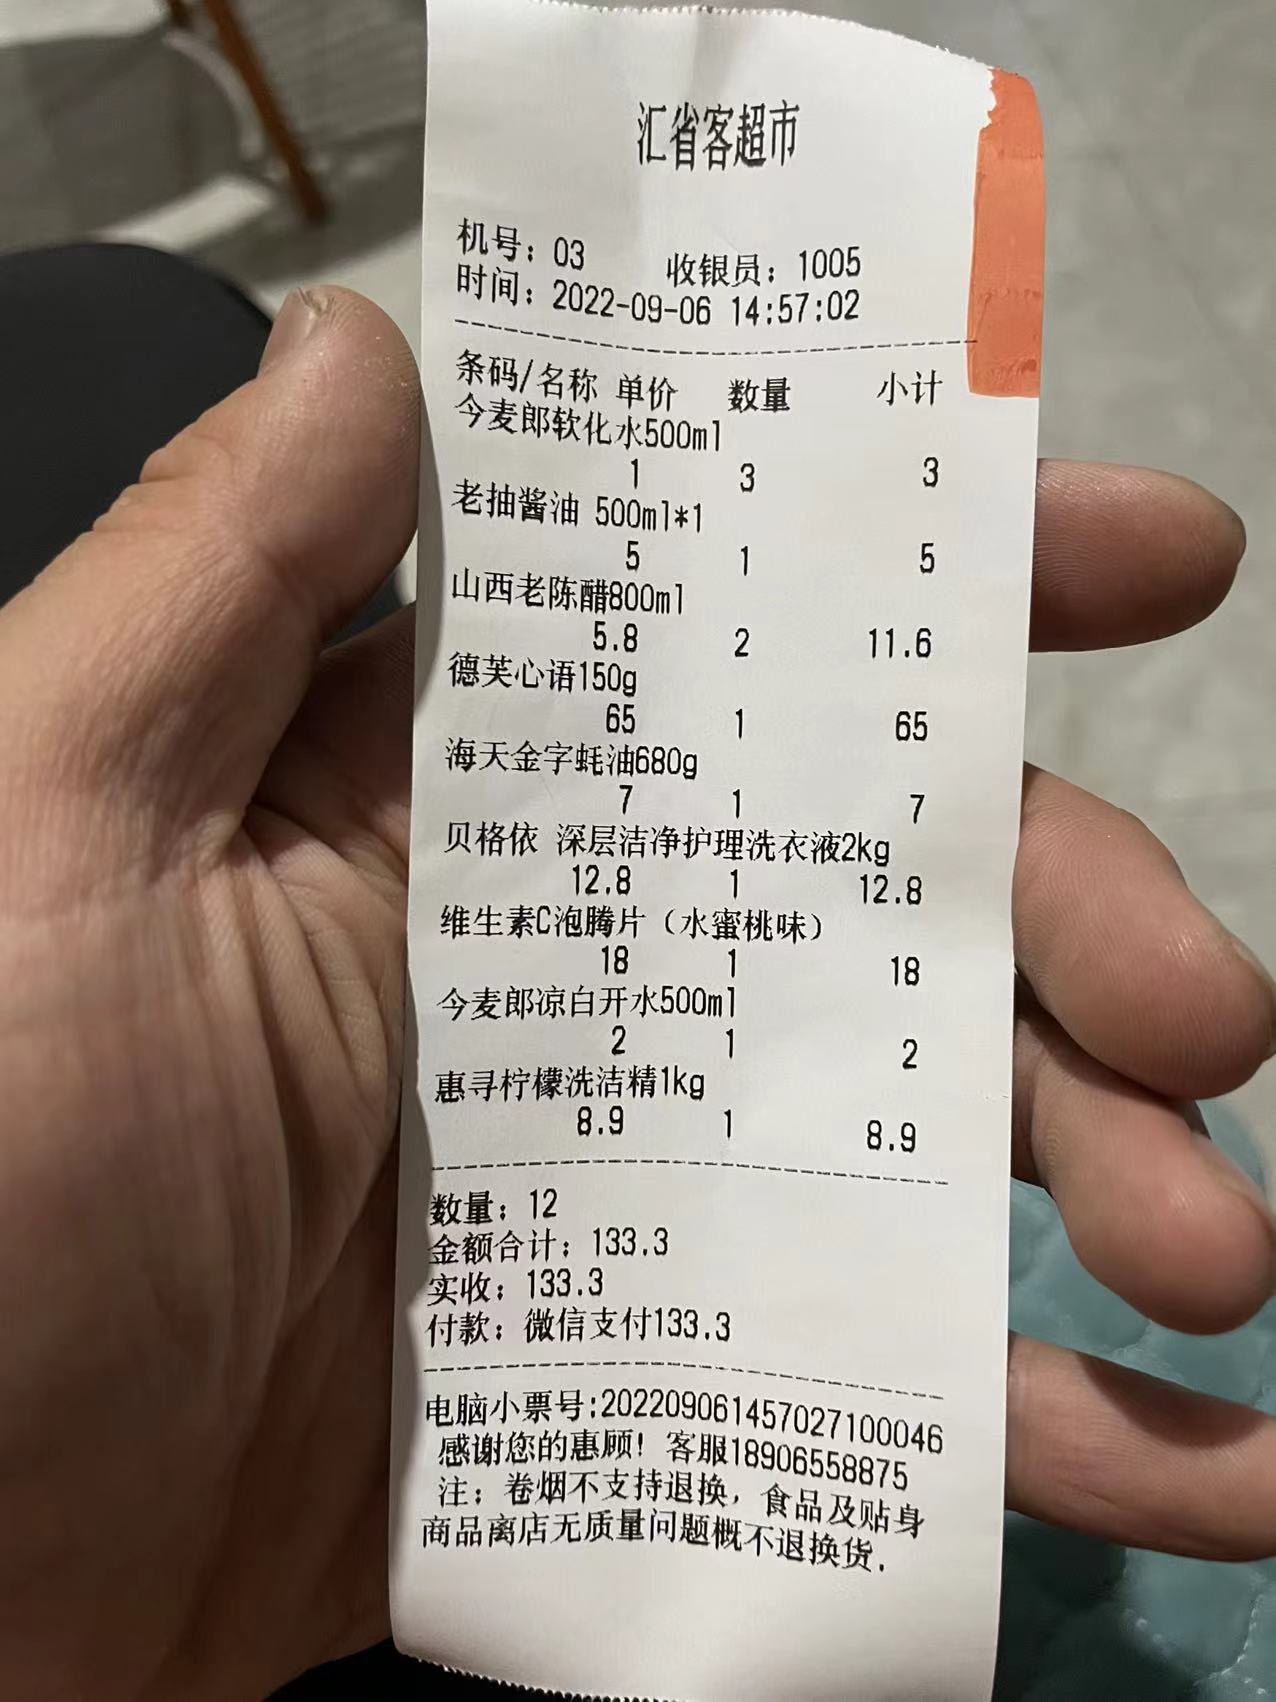 汇省客超市
机号：03 收银员：1005
时间：2022-09-06 14:57:02
条码/名称 单价 数量 小计
今麦郎软化水500ml
1 3 3
老抽酱油 500ml*1
5 1 5
山西老陈醋800ml
5.8 2 11.6
德芙心语150g
65 1 65
海天金字蚝油680g
7 1 7
贝格依 深层洁净护理洗衣液2kg
12.8 1 12.8
维生素C泡腾片（水蜜桃味）
18 1 18
今麦郎凉白开水500ml
2 1 2
惠寻柠檬洗洁精1kg
8.9 1 8.9
数量：12
金额合计：133.3
实收：133.3
付款：微信支付133.3
电脑小票号:202209061457027100046
感谢您的惠顾！客服18906558875
注；卷烟不支持退换，食品及贴身
商品离店无质量问题概不退换货.